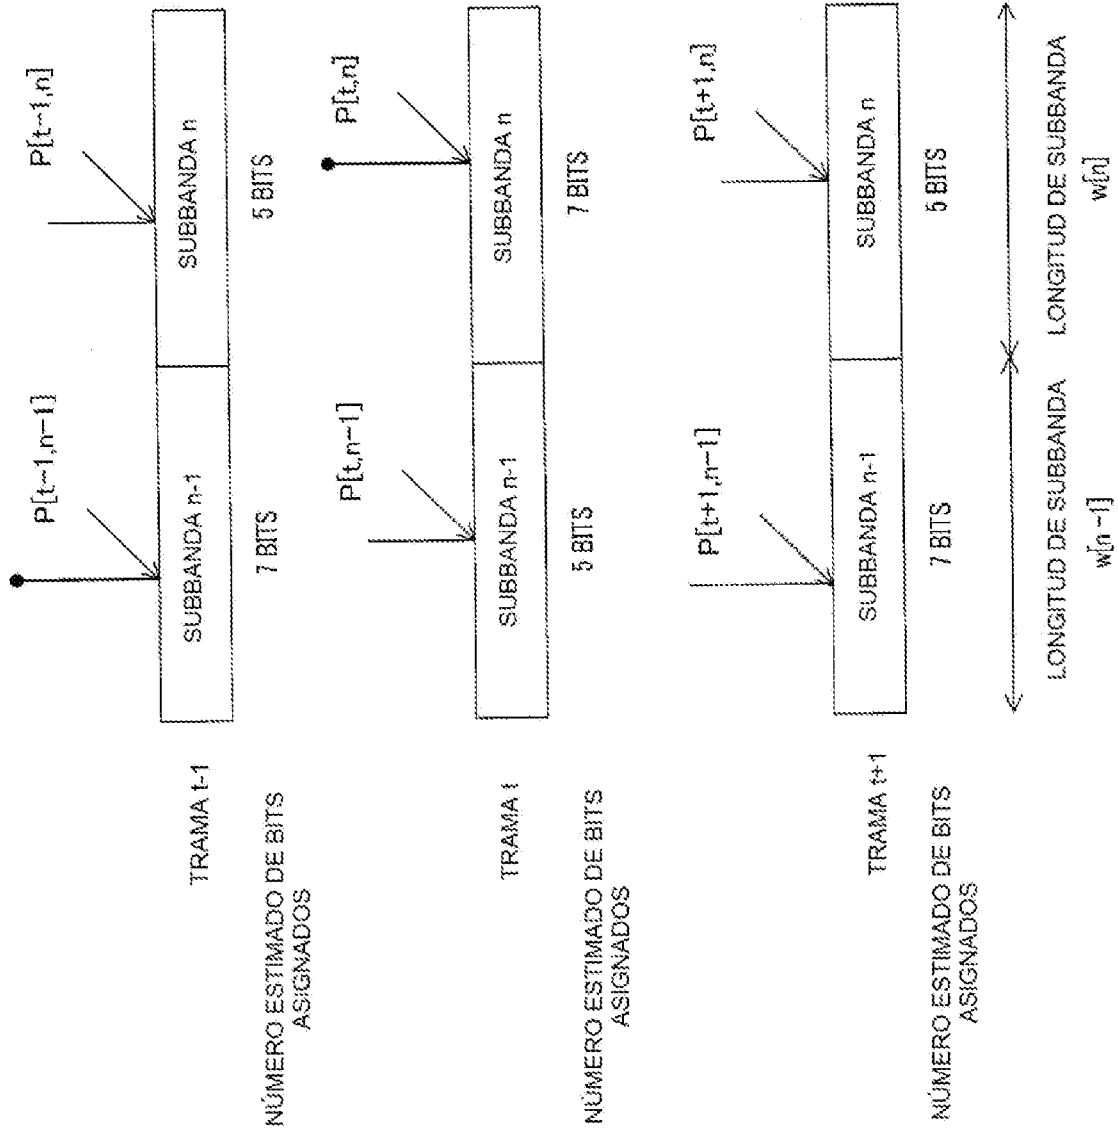 P[t-1,n-1]
P[t-1,n]
TRAMA t-1
SUBBANDA n-1
SUBBANDA n
NÚMERO ESTIMADO DE BITS
ASIGNADOS
7 BITS
5 BITS
P[t,n-1]
P[t,n]
TRAMA t
SUBBANDA n-1
SUBBANDA n
NÚMERO ESTIMADO DE BITS
ASIGNADOS
5 BITS
7 BITS
P[t+1,n-1]
P[t+1,n]
TRAMA t+1
SUBBANDA n-1
SUBBANDA n
NÚMERO ESTIMADO DE BITS
ASIGNADOS
7 BITS
5 BITS
LONGITUD DE SUBBANDA
w[n-1]
LONGITUD DE SUBBANDA
w[n]